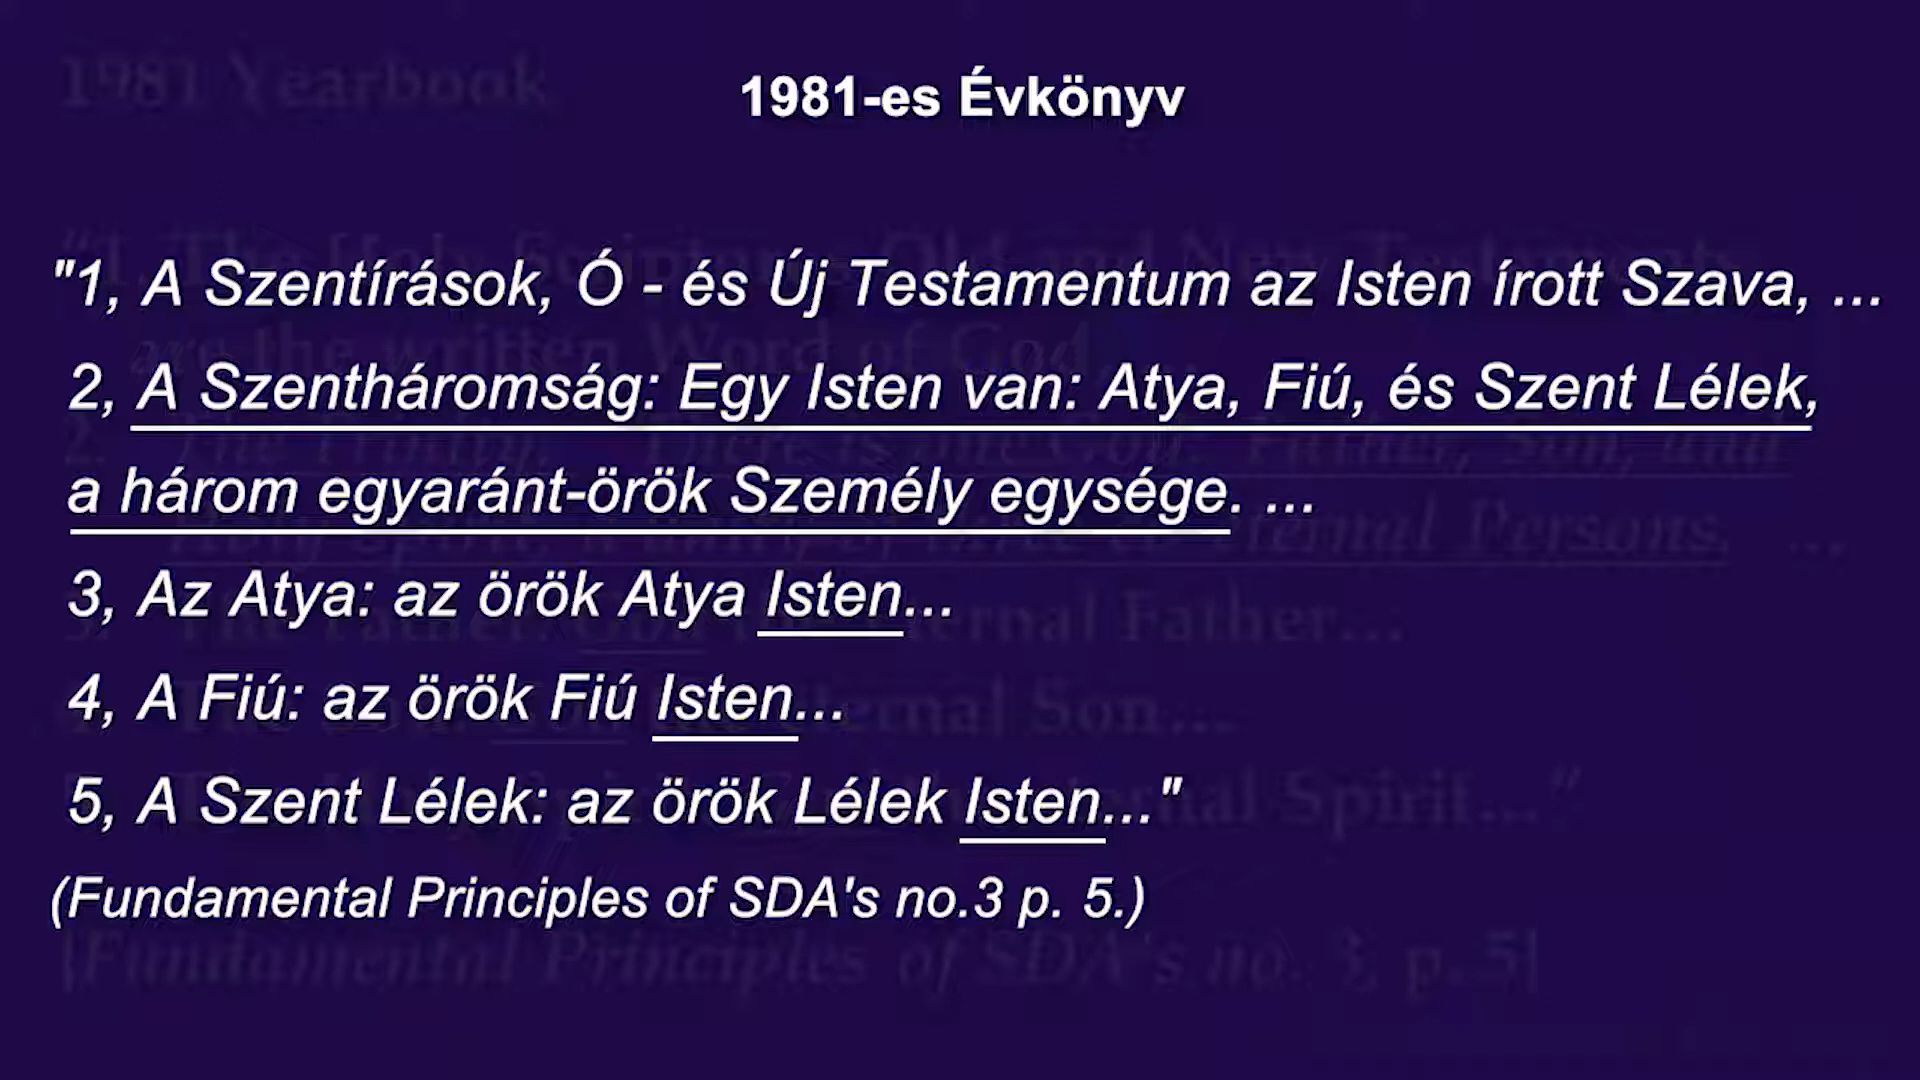 1981-es Évkönyv
"1, A Szentírások, Ó - és Új Testamentum az Isten írott Szava, ...
2, A Szentháromság: Egy Isten van: Atya, Fiú, és Szent Lélek,
a három egyaránt-örök Személy egysége. ...
3, Az Atya: az örök Atya Isten...
4, A Fiú: az örök Fiú Isten...
5, A Szent Lélek: az örök Lélek Isten..."
(Fundamental Principles of SDA's no.3 p. 5.)